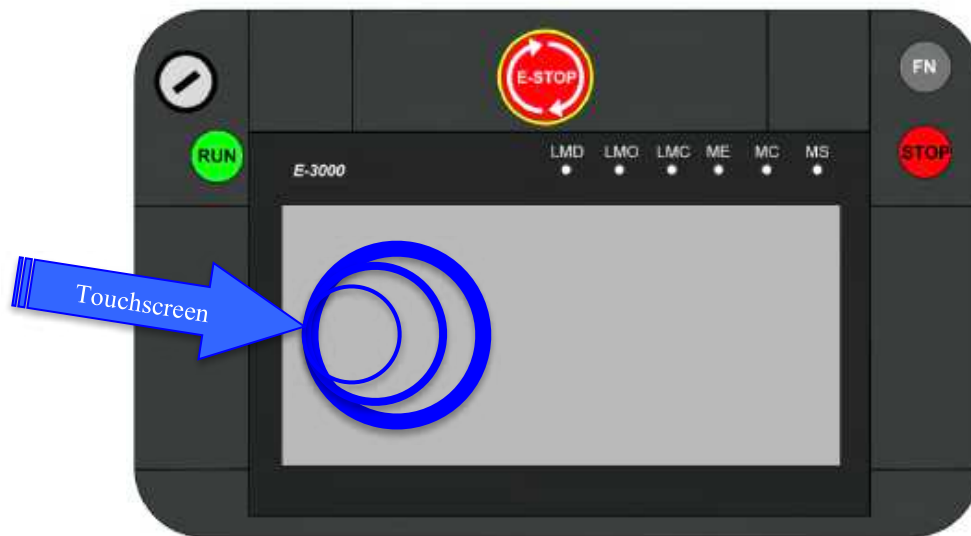 E-STOP
FN
RUN
STOP
LMD LMO LMC ME MC MS
E-3000
Touchscreen